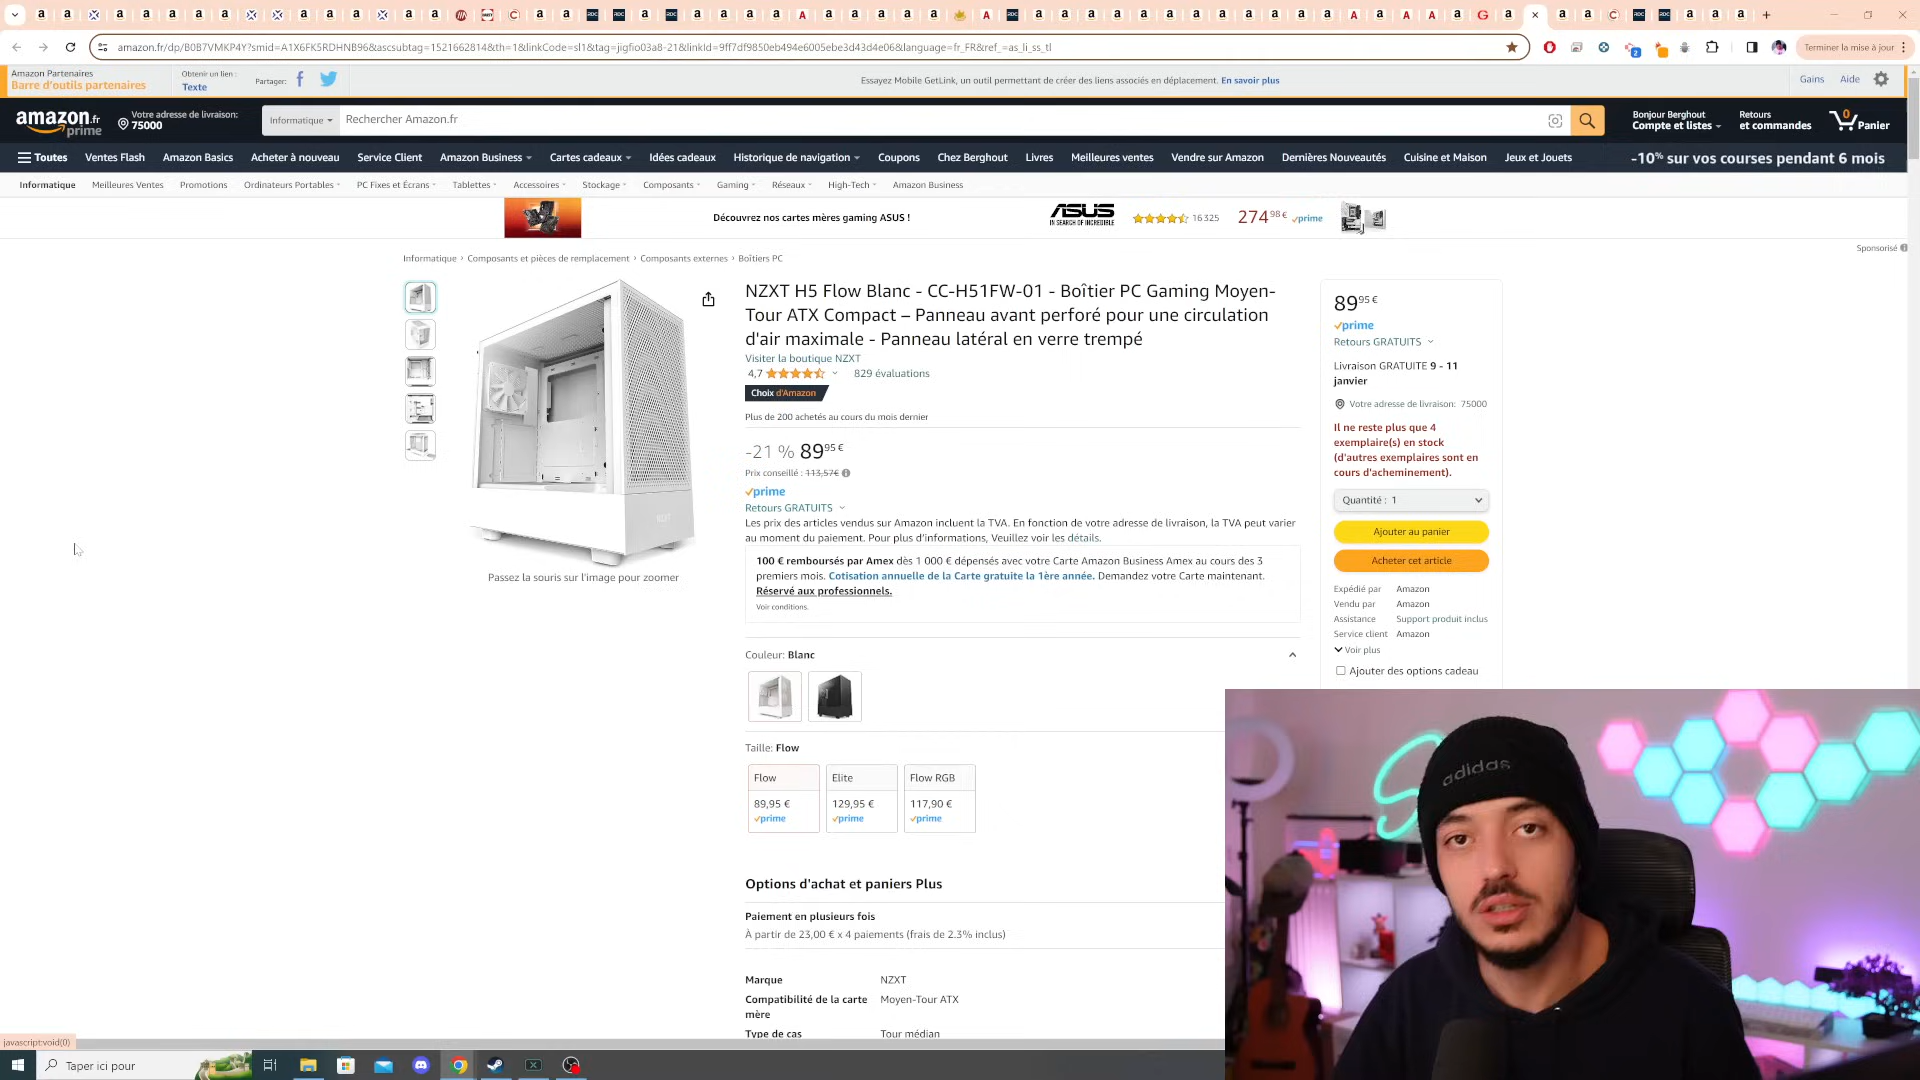 amazon.fr/dp/B0B7VMKP4Y?smid=A1X6FK5RDHNB96&ascsubtag=1521662814&th=1&linkCode=sl1&tag=jigfio03a8-21&linkId=9ff7df9850eb494e6005ebe3d43d4e06&language=fr_FR&ref_=as_li_ss_tl
Terminer la mise à jour
Amazon Partenaires
Barre d'outils partenaires
Obtenir un lien :
Texte
Partager:
Essayez Mobile GetLink, un outil permettant de créer des liens associés en déplacement. En savoir plus
Gains
Aide
amazon.fr
prime
Votre adresse de livraison:
75000
Informatique
Rechercher Amazon.fr
Bonjour Berghout
Compte et listes
Retours
et commandes
0
Panier
Toutes
Ventes Flash
Amazon Basics
Acheter à nouveau
Service Client
Amazon Business
Cartes cadeaux
Idées cadeaux
Historique de navigation
Coupons
Chez Berghout
Livres
Meilleures ventes
Vendre sur Amazon
Dernières Nouveautés
Cuisine et Maison
Jeux et Jouets
-10% sur vos courses pendant 6 mois
Informatique
Meilleures Ventes
Promotions
Ordinateurs Portables
PC Fixes et Écrans
Tablettes
Accessoires
Stockage
Composants
Gaming
Réseaux
High-Tech
Amazon Business
Découvrez nos cartes mères gaming ASUS !
ASUS
IN SEARCH OF INCREDIBLE
16 325
274,98 €
prime
Sponsorisé
Informatique › Composants et pièces de remplacement › Composants externes › Boîtiers PC
NZXT H5 Flow Blanc - CC-H51FW-01 - Boîtier PC Gaming Moyen-
Tour ATX Compact – Panneau avant perforé pour une circulation
d'air maximale - Panneau latéral en verre trempé
Visiter la boutique NZXT
4,7
829 évaluations
Choix d'Amazon
Plus de 200 achetés au cours du mois dernier
-21 % 89,95 €
Prix conseillé : 113,57€
prime
Retours GRATUITS
Les prix des articles vendus sur Amazon incluent la TVA. En fonction de votre adresse de livraison, la TVA peut varier
au moment du paiement. Pour plus d'informations, Veuillez voir les détails.
100 € remboursés par Amex dès 1 000 € dépensés avec votre Carte Amazon Business Amex au cours des 3
premiers mois. Cotisation annuelle de la Carte gratuite la 1ère année. Demandez votre Carte maintenant.
Réservé aux professionnels.
Voir conditions.
Passez la souris sur l'image pour zoomer
Couleur: Blanc
Taille: Flow
Flow
89,95 €
prime
Elite
129,95 €
prime
Flow RGB
117,90 €
prime
Options d'achat et paniers Plus
Paiement en plusieurs fois
À partir de 23,00 € x 4 paiements (frais de 2.3% inclus)
Marque
NZXT
Compatibilité de la carte
mère
Moyen-Tour ATX
Type de cas
Tour médian
89,95 €
prime
Retours GRATUITS
Livraison GRATUITE 9 - 11
janvier
Votre adresse de livraison: 75000
Il ne reste plus que 4
exemplaire(s) en stock
(d'autres exemplaires sont en
cours d'acheminement).
Quantité : 1
Ajouter au panier
Acheter cet article
Expédié par Amazon
Vendu par Amazon
Assistance Support produit inclus
Service client Amazon
Voir plus
Ajouter des options cadeau
adidas
javascript:void(0)
Taper ici pour